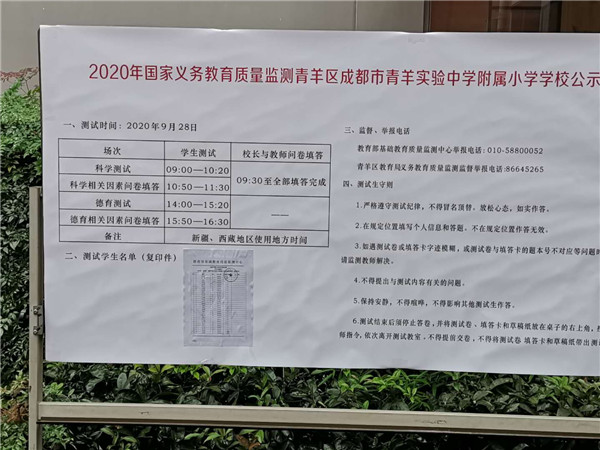 2020年国家义务教育质量监测青羊区成都市青羊实验中学附属小学学校公示
一、测试时间：2020年9月28日
场次 学生测试 校长与教师问卷填答
科学测试 09:00—10:20
09:30至全部填答完成
科学相关因素问卷填答 10:50—11:30
德育测试 14:00—15:20
——
德育相关因素问卷填答 15:50—16:30
备注 新疆、西藏地区使用地方时间
二、测试学生名单（复印件）
三、监督、举报电话
教育部基础教育质量监测中心举报电话：010-58800052
青羊区教育局义务教育质量监测监督举报电话：86645265
四、测试生守则
1.严格遵守测试纪律，不得冒名顶替。放松心态，如实作答。
2.在规定位置填写个人信息和答题。不在规定位置作答无效。
3.如遇测试卷或填答卡字迹模糊，或测试卷与填答卡的题本号不对应等问题时
请监测教师解决。
4.不得提出与测试内容有关的问题。
5.保持安静，不得喧哗，不得影响其他测试生作答。
6.测试结束后须停止答卷，并将测试卷、填答卡和草稿纸放在桌子的右上角，
师指令，依次离开测试教室，不得提前交卷，不得将测试卷 填答卡和草稿纸带出测